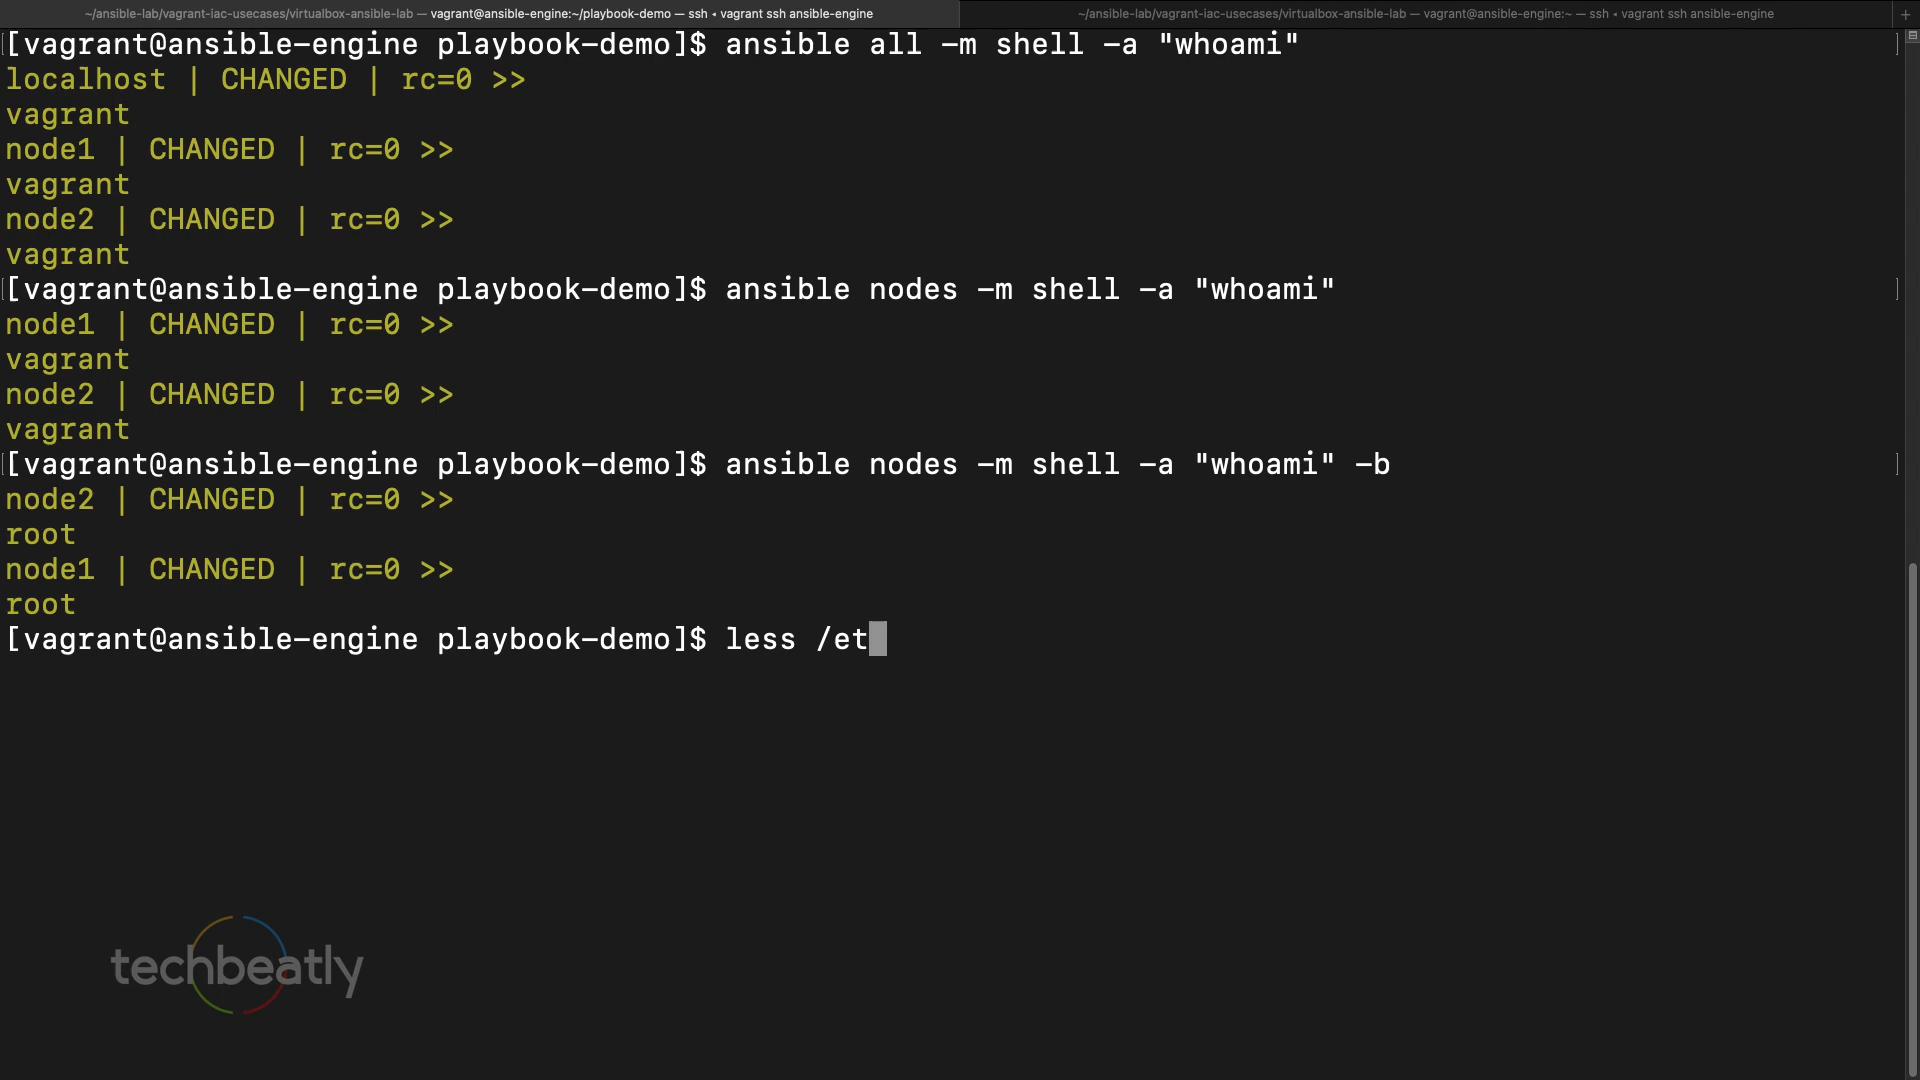 ~/ansible-lab/vagrant-iac-usecases/virtualbox-ansible-lab — vagrant@ansible-engine:~/playbook-demo — ssh ◂ vagrant ssh ansible-engine
~/ansible-lab/vagrant-iac-usecases/virtualbox-ansible-lab — vagrant@ansible-engine:~ — ssh ◂ vagrant ssh ansible-engine
[vagrant@ansible-engine playbook-demo]$ ansible all -m shell -a "whoami"
localhost | CHANGED | rc=0 >>
vagrant
node1 | CHANGED | rc=0 >>
vagrant
node2 | CHANGED | rc=0 >>
vagrant
[vagrant@ansible-engine playbook-demo]$ ansible nodes -m shell -a "whoami"
node1 | CHANGED | rc=0 >>
vagrant
node2 | CHANGED | rc=0 >>
vagrant
[vagrant@ansible-engine playbook-demo]$ ansible nodes -m shell -a "whoami" -b
node2 | CHANGED | rc=0 >>
root
node1 | CHANGED | rc=0 >>
root
[vagrant@ansible-engine playbook-demo]$ less /et
techbeatly